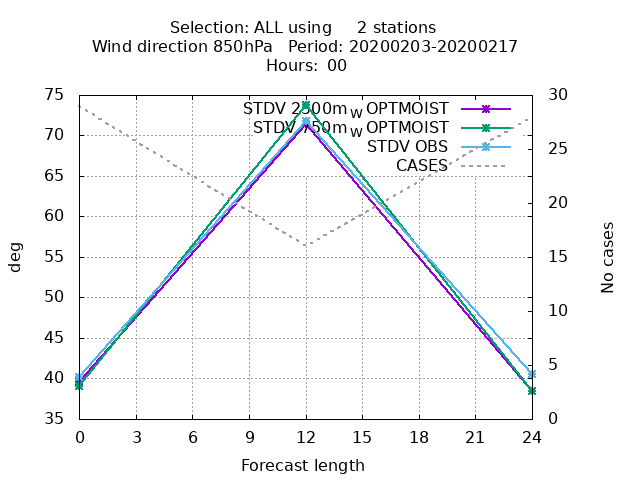 Selection: ALL using 2 stations
Wind direction 850hPa Period: 20200203-20200217
Hours: 00
75
70
65
60
55
50
45
40
35
30
25
20
15
10
5
0
deg
No cases
STDV 2500m W OPTMOIST
STDV 750m W OPTMOIST
STDV OBS
CASES
0 3 6 9 12 15 18 21 24
Forecast length